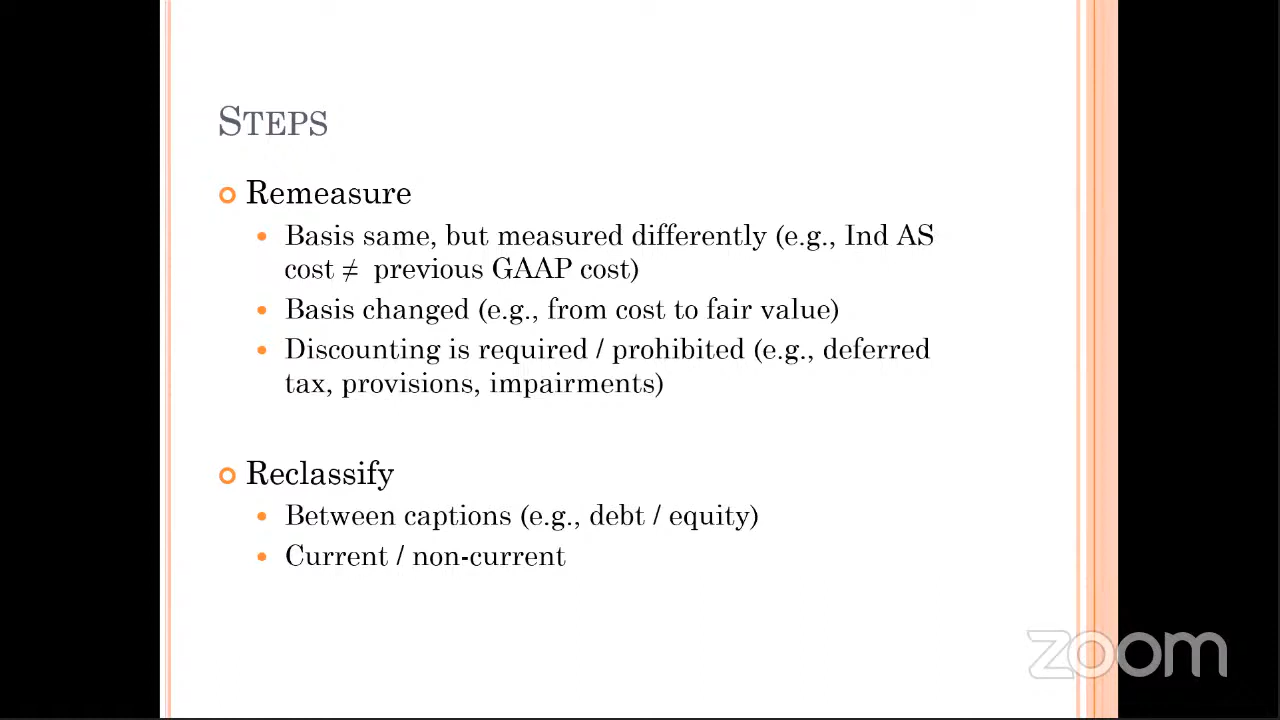 STEPS
Remeasure
Basis same, but measured differently (e.g., Ind AS
cost ≠ previous GAAP cost)
Basis changed (e.g., from cost to fair value)
Discounting is required / prohibited (e.g., deferred
tax, provisions, impairments)
Reclassify
Between captions (e.g., debt / equity)
Current / non-current
zoom